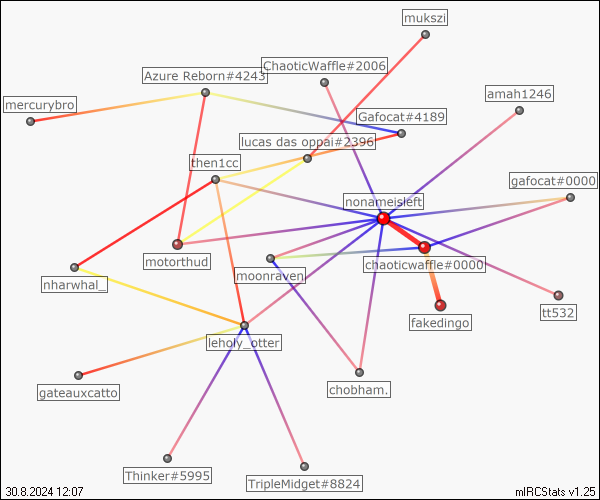 mukszi
ChaoticWaffle#2006
Azure Reborn#4243
amah1246
mercurybro
Gafocat#4189
lucas das oppai#2396
then1cc
gafocat#0000
nonameisleft
motorthud
chaoticwaffle#0000
moonraven
nharwhal_
tt532
fakedingo
leholy_otter
chobham.
gateauxcatto
Thinker#5995
TripleMidget#8824
30.8.2024 12:07
mIRCStats v1.25